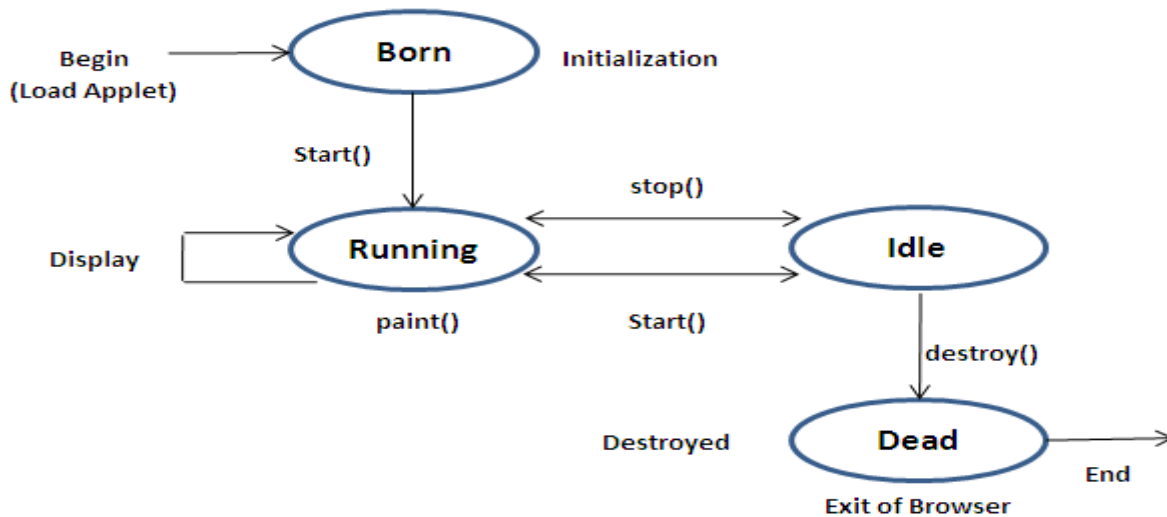 Born
Begin
(Load Applet)
Initialization
Start()
stop()
Display
Running
Idle
paint()
Start()
destroy()
Destroyed
Dead
End
Exit of Browser